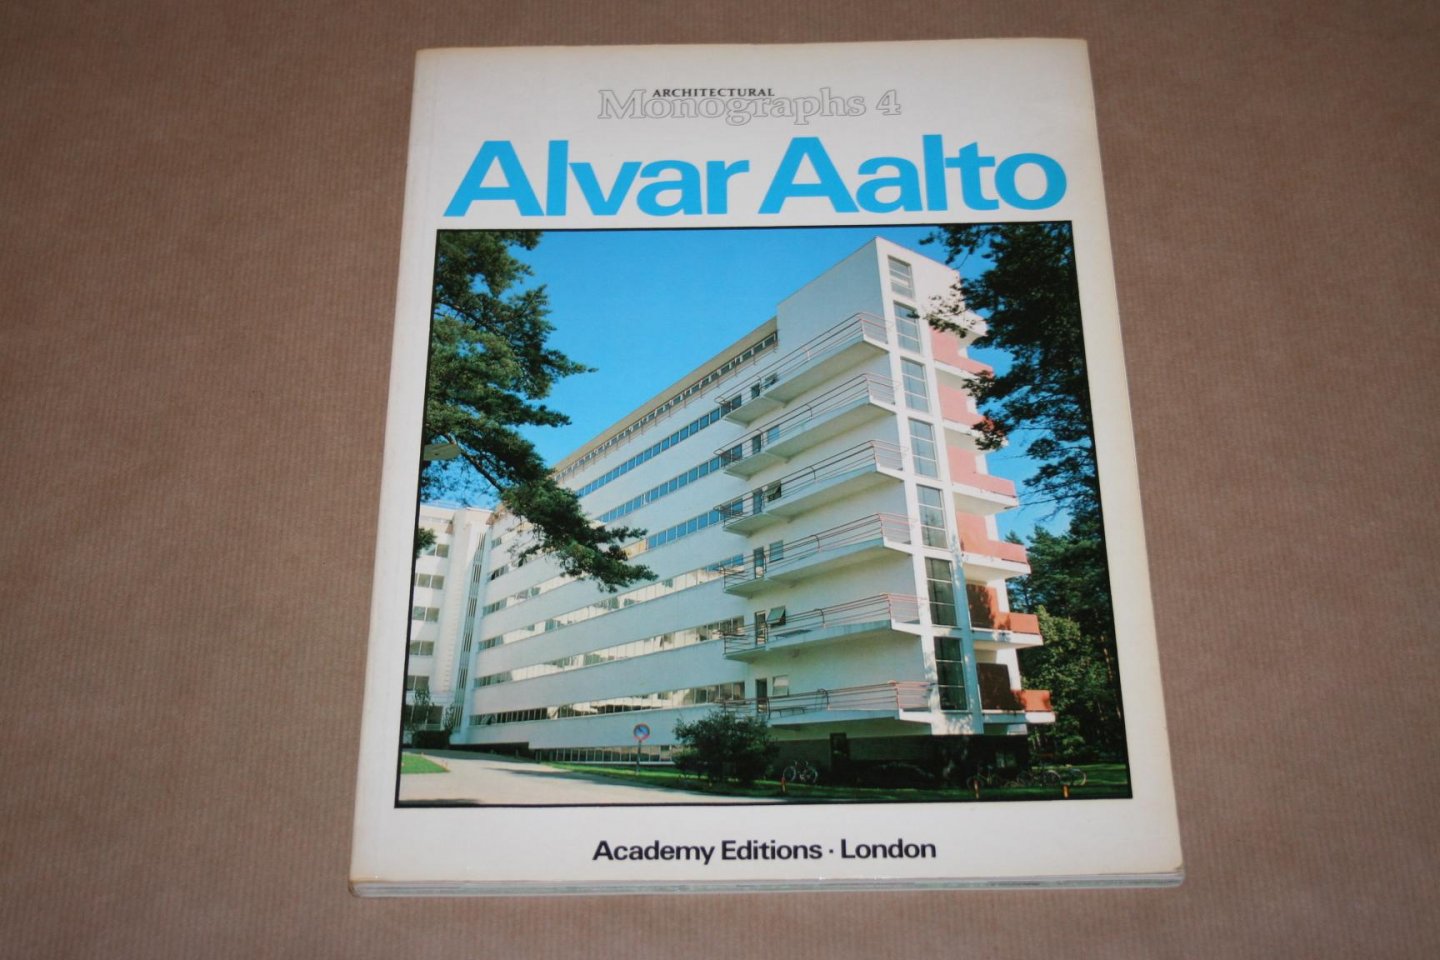 ARCHITECTURAL
Monographs 4
Alvar Aalto
Academy Editions · London